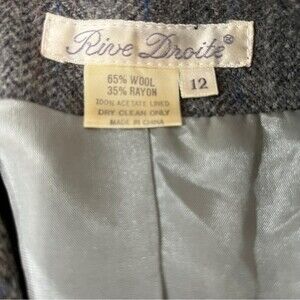 Rive Droite®
65% WOOL
35% RAYON
12
100% ACETATE LINED
DRY CLEAN ONLY
MADE IN CHINA